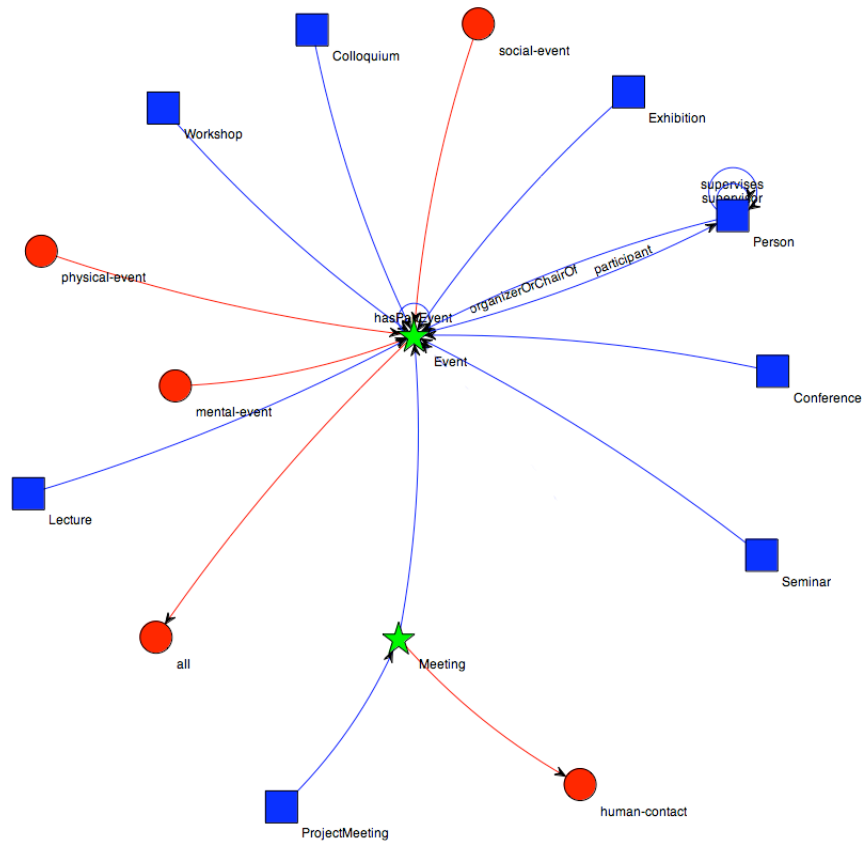 social-event
Colloquium
Exhibition
Workshop
supervises
supervisor
Person
physical-event
organizerOrChairOf
participant
hasPartEvent
Event
Conference
mental-event
Lecture
Seminar
all
Meeting
human-contact
ProjectMeeting